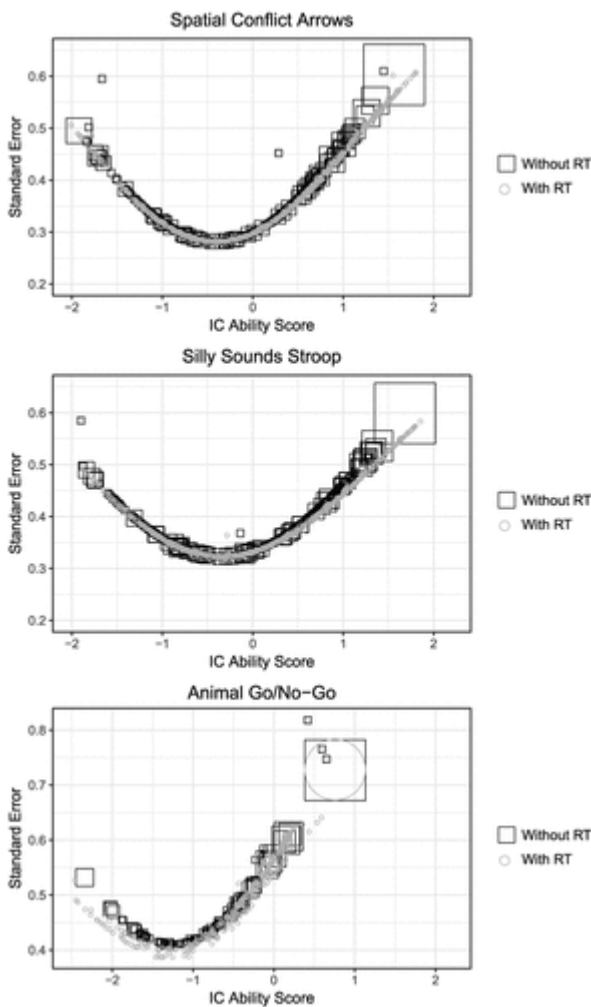 Spatial Conflict Arrows
0.6
0.5
0.4
0.3
0.2
Standard Error
−2 −1 0 1 2
IC Ability Score
Without RT
With RT
Silly Sounds Stroop
0.6
0.5
0.4
0.3
0.2
Standard Error
−2 −1 0 1 2
IC Ability Score
Without RT
With RT
Animal Go/No−Go
0.8
0.7
0.6
0.5
0.4
Standard Error
−2 −1 0 1 2
IC Ability Score
Without RT
With RT